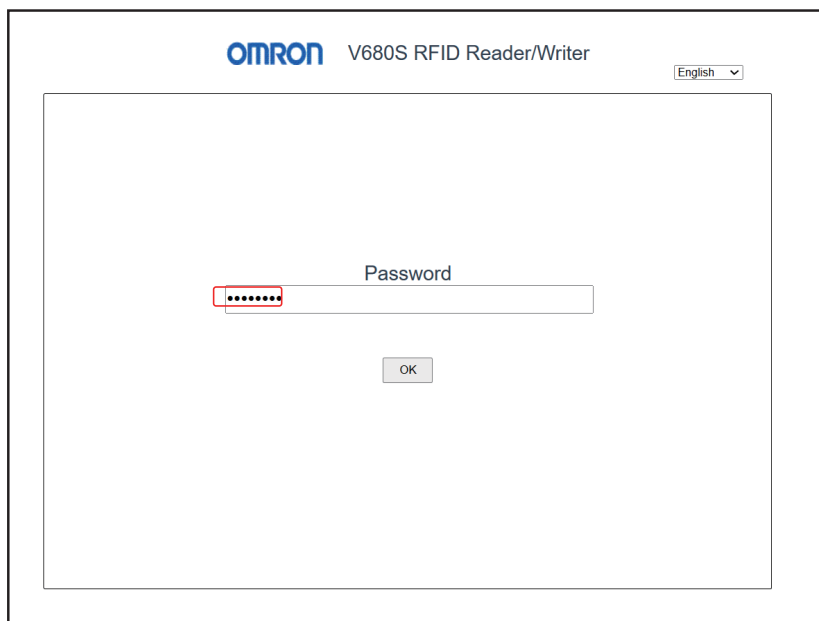 OMRON V680S RFID Reader/Writer
English
Password
••••••••
OK